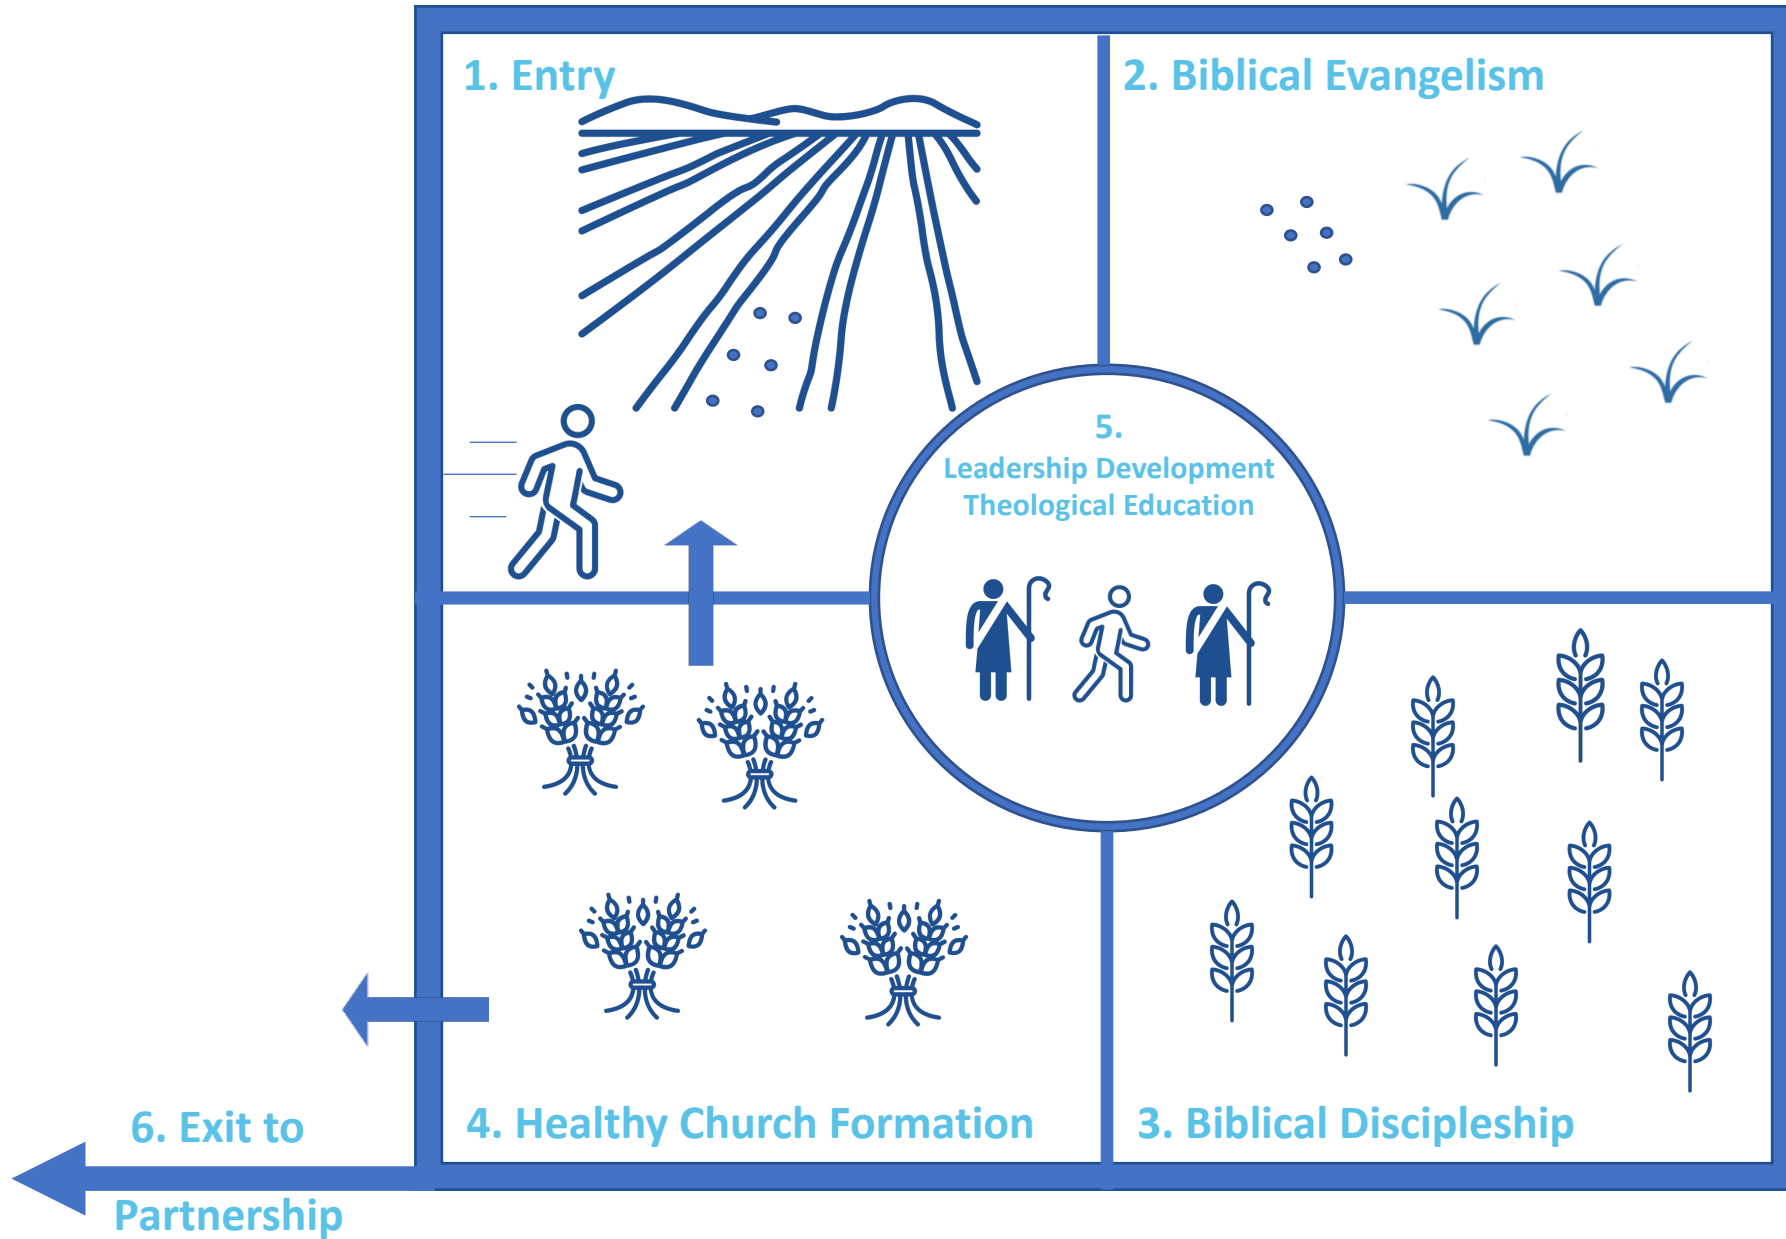 1. Entry
2. Biblical Evangelism
5.
Leadership Development
Theological Education
4. Healthy Church Formation
3. Biblical Discipleship
6. Exit to
Partnership